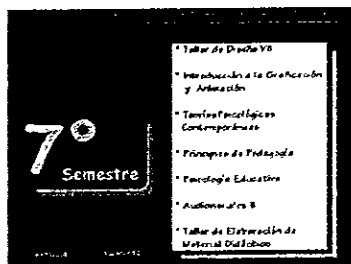 7°
Semestre
* Taller de Diseño VII
* Introducción a la Graficación
y Animación
* Teorías Psicológicas
Contemporáneas
* Principios de Pedagogía
* Psicología Educativa
* Audiovisuales II
* Taller de Elaboración de
Material Didáctico